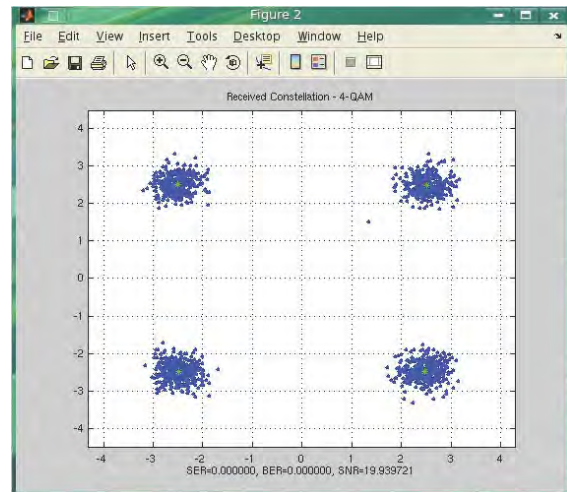 Figure 2
File Edit View Insert Tools Desktop Window Help
Received Constellation - 4-QAM
4
3
2
1
0
-1
-2
-3
-4
-4 -3 -2 -1 0 1 2 3 4
SER=0.000000, BER=0.000000, SNR=19.939721